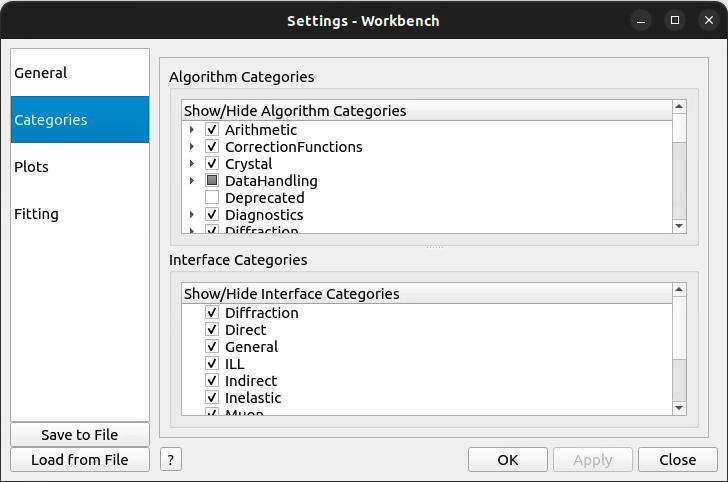 Settings - Workbench
General
Categories
Plots
Fitting
Save to File
Load from File
Algorithm Categories
Show/Hide Algorithm Categories
Arithmetic
CorrectionFunctions
Crystal
DataHandling
Deprecated
Diagnostics
Diffraction
Interface Categories
Show/Hide Interface Categories
Diffraction
Direct
General
ILL
Indirect
Inelastic
Muon
?
OK
Apply
Close